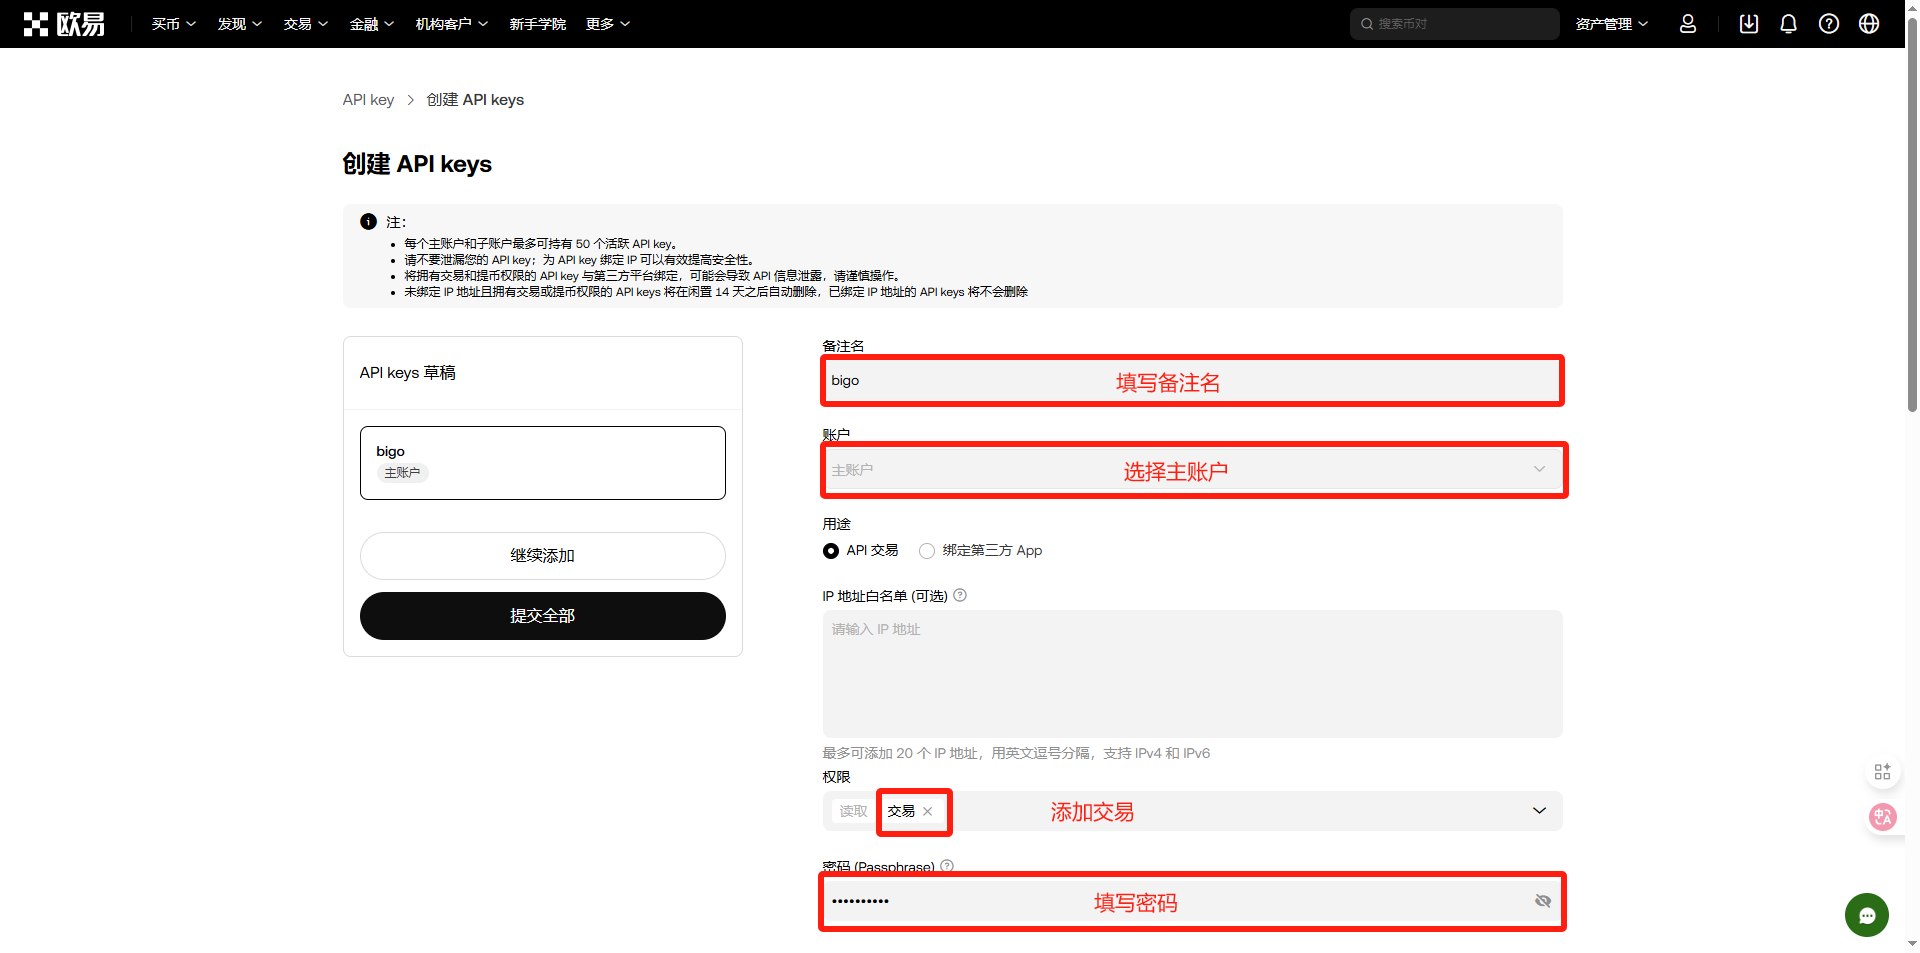 欧易 买币 发现 交易 金融 机构客户 新手学院 更多 搜索币对 资产管理
API key > 创建 API keys
创建 API keys
注：
• 每个主账户和子账户最多可持有 50 个活跃 API key。
• 请不要泄漏您的 API key；为 API key 绑定 IP 可以有效提高安全性。
• 将拥有交易和提币权限的 API key 与第三方平台绑定，可能会导致 API 信息泄露，请谨慎操作。
• 未绑定 IP 地址且拥有交易或提币权限的 API keys 将在闲置 14 天之后自动删除，已绑定 IP 地址的 API keys 将不会删除
API keys 草稿
bigo
主账户
继续添加
提交全部
备注名
bigo 填写备注名
账户
主账户 选择主账户
用途
API 交易 绑定第三方 App
IP 地址白名单 (可选)
请输入 IP 地址
最多可添加 20 个 IP 地址，用英文逗号分隔，支持 IPv4 和 IPv6
权限
读取 交易 添加交易
密码 (Passphrase)
•••••••••• 填写密码